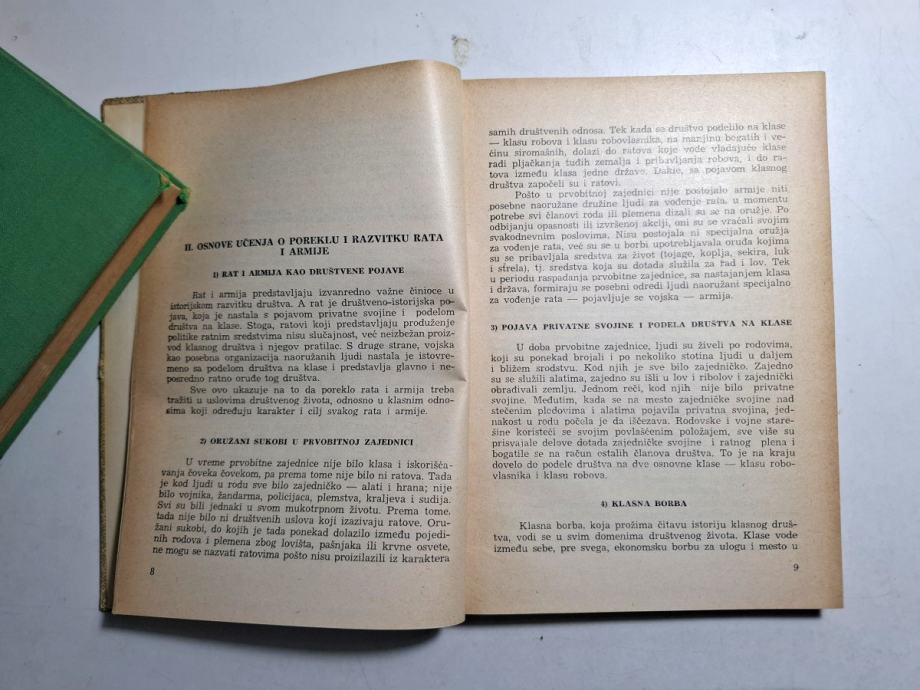 II. OSNOVE UČENJA O POREKLU I RAZVITKU RATA
I ARMIJE
1) RAT I ARMIJA KAO DRUŠTVENE POJAVE
Rat i armija predstavljaju izvanredno važne činioce u
istorijskom razvitku društva. A rat je društveno-istorijska po-
java, koja je nastala s pojavom privatne svojine i podelom
društva na klase. Stoga, ratovi koji predstavljaju produženje
politike ratnim sredstvima nisu slučajnost, već neizbežan proiz-
vod klasnog društva i njegov pratilac. S druge strane, vojska
kao posebna organizacija naoružanih ljudi nastala je istovre-
meno sa podelom društva na klase i predstavlja glavno i ne-
posredno ratno oruđe tog društva.
Sve ovo ukazuje na to da poreklo rata i armija treba
tražiti u uslovima društvenog života, odnosno u klasnim odno-
sima koji određuju karakter i cilj svakog rata i armije.
2) ORUŽANI SUKOBI U PRVOBITNOJ ZAJEDNICI
U vreme prvobitne zajednice nije bilo klasa i iskorišća-
vanja čoveka čovekom, pa prema tome nije bilo ni ratova. Tada
je kod ljudi u rodu sve bilo zajedničko — alati i hrana; nije
bilo vojnika, žandarma, policijaca, plemstva, kraljeva i sudija.
Svi su bili jednaki u svom mukotrpnom životu. Prema tome,
tada nije bilo ni društvenih uslova koji izazivaju ratove. Oru-
žani sukobi, do kojih je tada ponekad dolazilo između pojedi-
nih rodova i plemena zbog lovišta, pašnjaka ili krvne osvete,
ne mogu se nazvati ratovima pošto nisu proizilazili iz karaktera
8
samih društvenih odnosa. Tek kada se društvo podelilo na klase
— klasu robova i klasu robovlasnika, na manjinu bogatih i ve-
ćinu siromašnih, dolazi do ratova koje vode vladajuće klase
radi pljačkanja tuđih zemalja i pribavljanja robova, i do ra-
tova između klasa jedne države. Dakle, sa pojavom klasnog
društva započeli su i ratovi.
Pošto u prvobitnoj zajednici nije postojalo armije niti
posebne naoružane družine ljudi za vođenje rata, u momentu
potrebe svi članovi roda ili plemena dizali su se na oružje. Po
odbijanju opasnosti ili izvršenoj akciji, oni su se vraćali svojim
svakodnevnim poslovima. Nisu postojala ni specijalna oružja
za vođenje rata, već su se u borbi upotrebljavala oruđa kojima
su se pribavljala sredstva za život (tojage, koplja, sekira, luk
i strela), tj. sredstva koja su dotada služila za rad i lov. Tek
u periodu raspadanja prvobitne zajednice, sa nastajanjem klasa
i država, formiraju se posebni odredi ljudi naoružani specijalno
za vođenje rata — pojavljuje se vojska — armija.
3) POJAVA PRIVATNE SVOJINE I PODELA DRUŠTVA NA KLASE
U doba prvobitne zajednice, ljudi su živeli po rodovima,
koji su ponekad brojali i po nekoliko stotina ljudi u daljem
i bližem srodstvu. Kod njih je sve bilo zajedničko. Zajedno
su se služili alatima, zajedno su išli u lov i ribolov i zajednički
obrađivali zemlju. Jednom reči, kod njih nije bilo privatne
svojine. Međutim, kada se na mesto zajedničke svojine nad
stečenim plodovima i alatima pojavila privatna svojina, jed-
nakost u rodu počela je da iščezava. Rodovske i vojne stare-
šine koristeći se svojim povlašćenim položajem, sve više su
prisvajale delove dotada zajedničke svojine i ratnog plena i
bogatile se na račun ostalih članova društva. To je na kraju
dovelo do podele društva na dve osnovne klase — klasu robo-
vlasnika i klasu robova.
4) KLASNA BORBA
Klasna borba, koja prožima čitavu istoriju klasnog druš-
tva, vodi se u svim domenima društvenog života. Klase vode
između sebe, pre svega, ekonomsku borbu za ulogu i mesto u
9